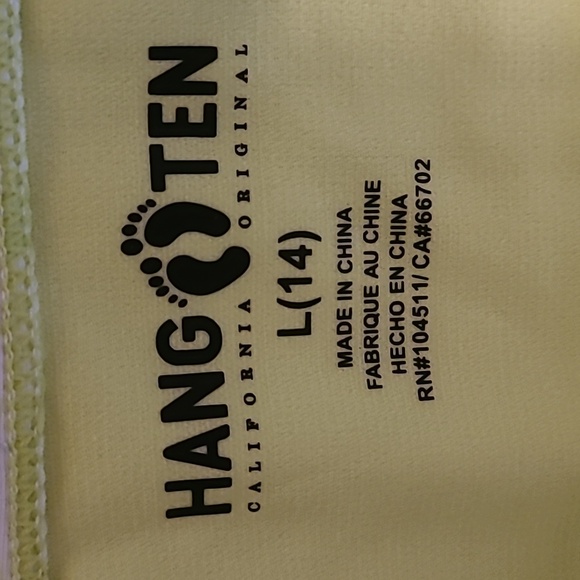 HANG TEN
CALIFORNIA ORIGINAL
L(14)
MADE IN CHINA
FABRIQUE AU CHINE
HECHO EN CHINA
RN#104511/ CA#66702